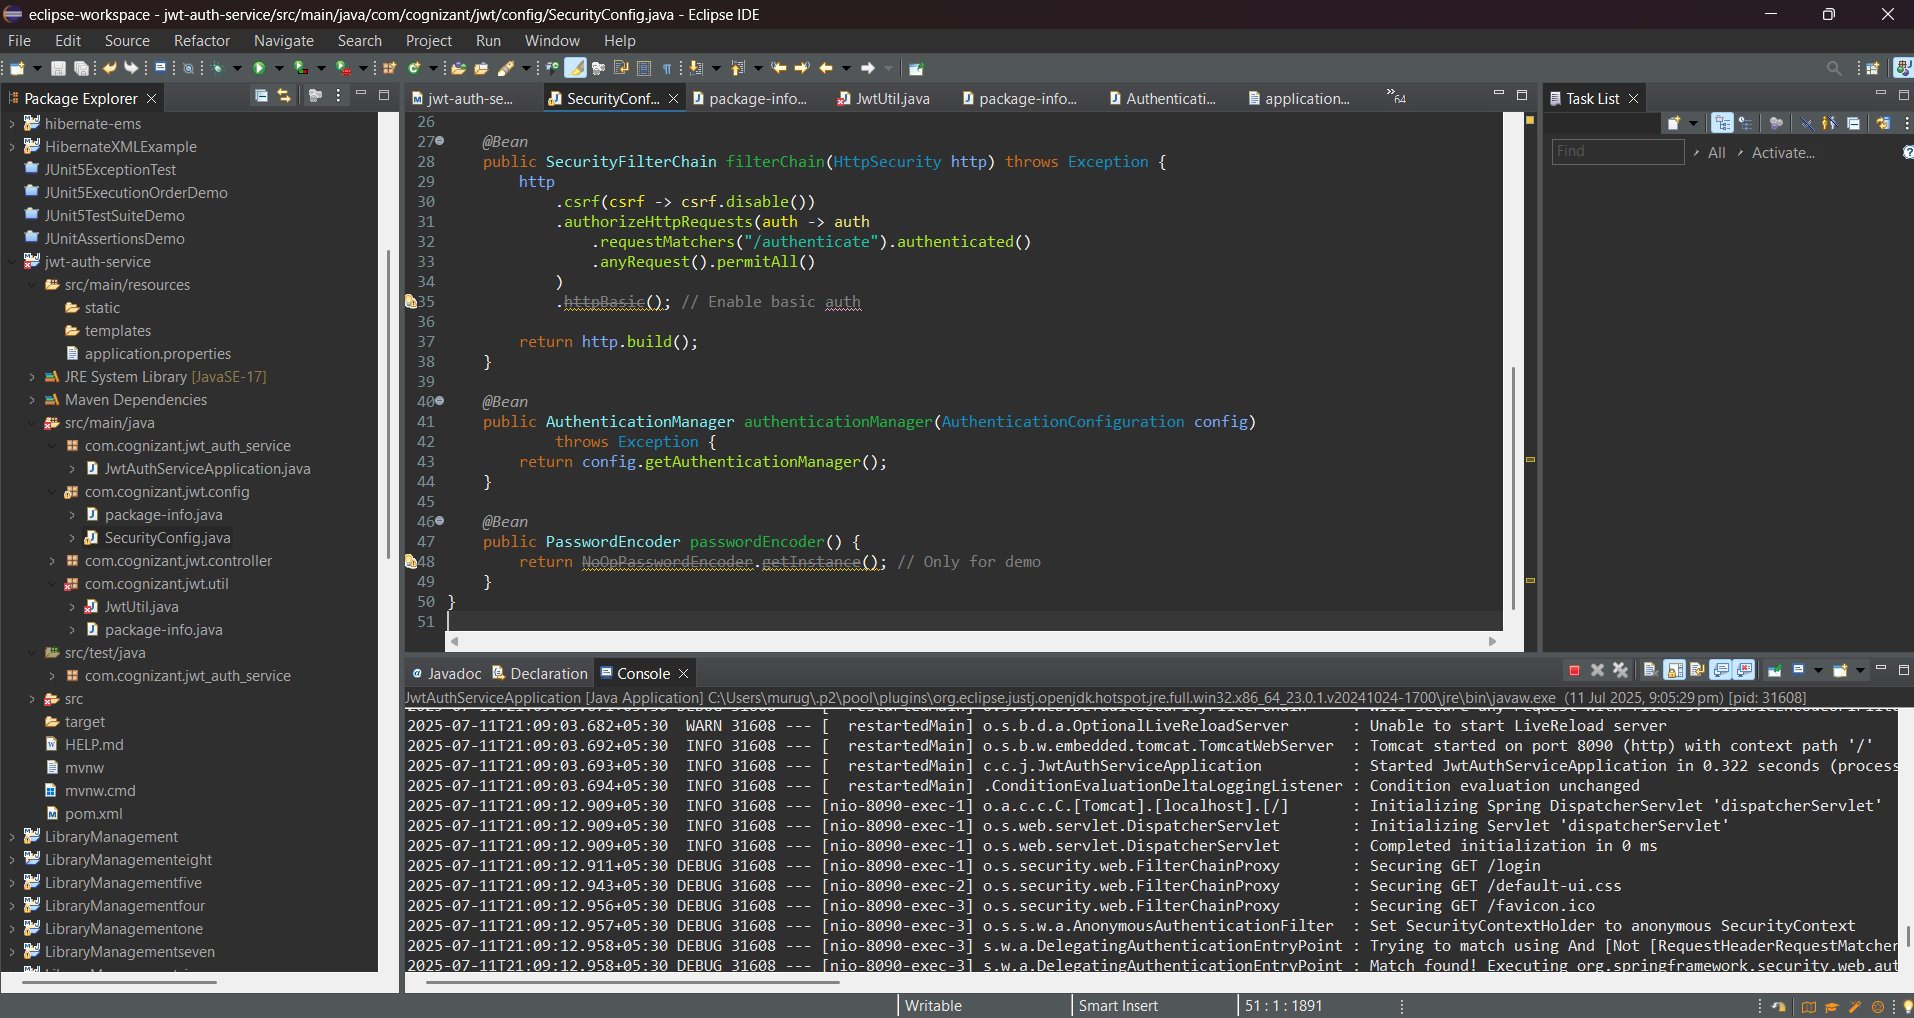 eclipse-workspace - jwt-auth-service/src/main/java/com/cognizant/jwt/config/SecurityConfig.java - Eclipse IDE
File Edit Source Refactor Navigate Search Project Run Window Help
Package Explorer
hibernate-ems
HibernateXMLExample
JUnit5ExceptionTest
JUnit5ExecutionOrderDemo
JUnit5TestSuiteDemo
JUnitAssertionsDemo
jwt-auth-service
src/main/resources
static
templates
application.properties
JRE System Library [JavaSE-17]
Maven Dependencies
src/main/java
com.cognizant.jwt_auth_service
JwtAuthServiceApplication.java
com.cognizant.jwt.config
package-info.java
SecurityConfig.java
com.cognizant.jwt.controller
com.cognizant.jwt.util
JwtUtil.java
package-info.java
src/test/java
com.cognizant.jwt_auth_service
src
target
HELP.md
mvnw
mvnw.cmd
pom.xml
LibraryManagement
LibraryManagementeight
LibraryManagementfive
LibraryManagementfour
LibraryManagementone
LibraryManagementseven
jwt-auth-se... SecurityConf... package-info... JwtUtil.java package-info... Authenticati... application... 64
26
27 @Bean
28 public SecurityFilterChain filterChain(HttpSecurity http) throws Exception {
29 http
30 .csrf(csrf -> csrf.disable())
31 .authorizeHttpRequests(auth -> auth
32 .requestMatchers("/authenticate").authenticated()
33 .anyRequest().permitAll()
34 )
35 .httpBasic(); // Enable basic auth
36
37 return http.build();
38 }
39
40 @Bean
41 public AuthenticationManager authenticationManager(AuthenticationConfiguration config)
42 throws Exception {
43 return config.getAuthenticationManager();
44 }
45
46 @Bean
47 public PasswordEncoder passwordEncoder() {
48 return NoOpPasswordEncoder.getInstance(); // Only for demo
49 }
50 }
51
Task List
Find All Activate...
Javadoc Declaration Console
JwtAuthServiceApplication [Java Application] C:\Users\murug\.p2\pool\plugins\org.eclipse.justj.openjdk.hotspot.jre.full.win32.x86_64_23.0.1.v20241024-1700\jre\bin\javaw.exe (11 Jul 2025, 9:05:29 pm) [pid: 31608]
2025-07-11T21:09:03.682+05:30 WARN 31608 --- [ restartedMain] o.s.b.d.a.OptionalLiveReloadServer : Unable to start LiveReload server
2025-07-11T21:09:03.692+05:30 INFO 31608 --- [ restartedMain] o.s.b.w.embedded.tomcat.TomcatWebServer : Tomcat started on port 8090 (http) with context path '/'
2025-07-11T21:09:03.693+05:30 INFO 31608 --- [ restartedMain] c.c.j.JwtAuthServiceApplication : Started JwtAuthServiceApplication in 0.322 seconds (process
2025-07-11T21:09:03.694+05:30 INFO 31608 --- [ restartedMain] .ConditionEvaluationDeltaLoggingListener : Condition evaluation unchanged
2025-07-11T21:09:12.909+05:30 INFO 31608 --- [nio-8090-exec-1] o.a.c.c.C.[Tomcat].[localhost].[/] : Initializing Spring DispatcherServlet 'dispatcherServlet'
2025-07-11T21:09:12.909+05:30 INFO 31608 --- [nio-8090-exec-1] o.s.web.servlet.DispatcherServlet : Initializing Servlet 'dispatcherServlet'
2025-07-11T21:09:12.909+05:30 INFO 31608 --- [nio-8090-exec-1] o.s.web.servlet.DispatcherServlet : Completed initialization in 0 ms
2025-07-11T21:09:12.911+05:30 DEBUG 31608 --- [nio-8090-exec-1] o.s.security.web.FilterChainProxy : Securing GET /login
2025-07-11T21:09:12.943+05:30 DEBUG 31608 --- [nio-8090-exec-2] o.s.security.web.FilterChainProxy : Securing GET /default-ui.css
2025-07-11T21:09:12.956+05:30 DEBUG 31608 --- [nio-8090-exec-3] o.s.security.web.FilterChainProxy : Securing GET /favicon.ico
2025-07-11T21:09:12.957+05:30 DEBUG 31608 --- [nio-8090-exec-3] o.s.s.w.a.AnonymousAuthenticationFilter : Set SecurityContextHolder to anonymous SecurityContext
2025-07-11T21:09:12.958+05:30 DEBUG 31608 --- [nio-8090-exec-3] s.w.a.DelegatingAuthenticationEntryPoint : Trying to match using And [Not [RequestHeaderRequestMatcher
2025-07-11T21:09:12.958+05:30 DEBUG 31608 --- [nio-8090-exec-3] s.w.a.DelegatingAuthenticationEntryPoint : Match found! Executing org.springframework.security.web.aut
Writable Smart Insert 51 : 1 : 1891